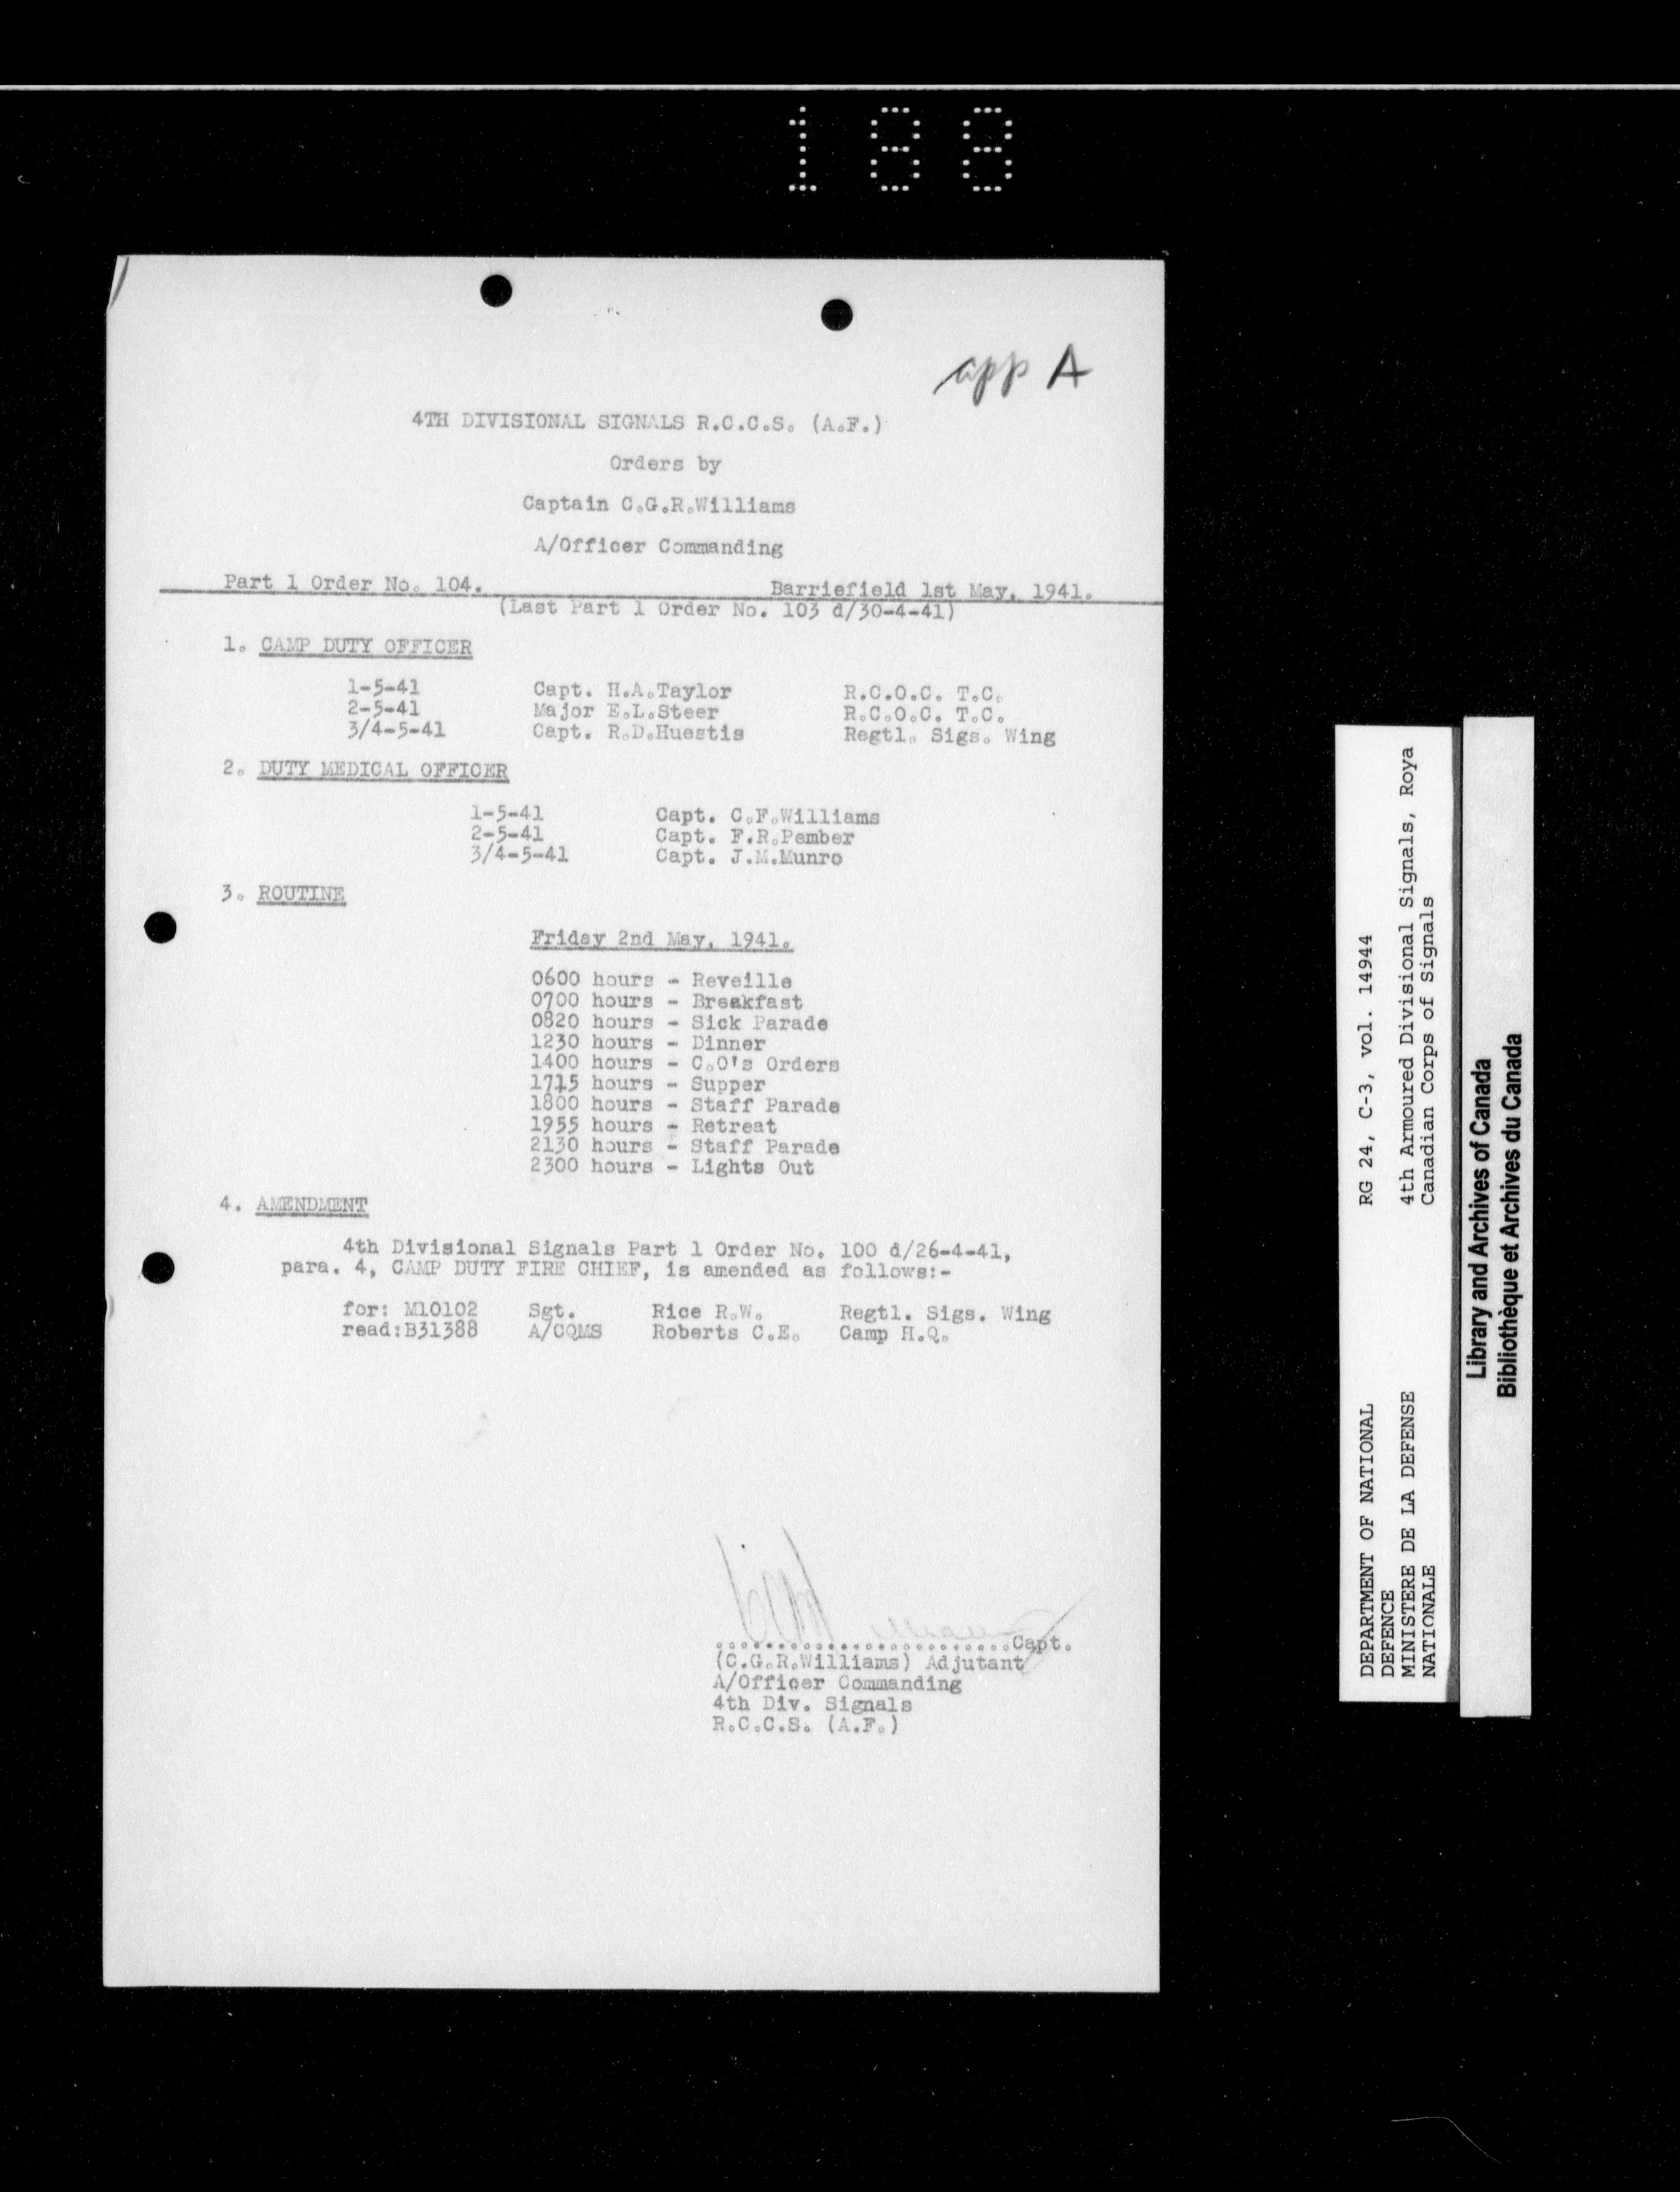 188
app A
4TH DIVISIONAL SIGNALS R.C.C.S. (A.F.)
Orders by
Captain C.G.R.Williams
A/Officer Commanding
Part 1 Order No. 104. Barriefield 1st May, 1941.
(Last Part 1 Order No. 103 d/30-4-41)
1. CAMP DUTY OFFICER
1-5-41 Capt. H.A.Taylor R.C.O.C. T.C.
2-5-41 Major E.L.Steer R.C.O.C. T.C.
3/4-5-41 Capt. R.D.Huestis Regtl. Sigs. Wing
2. DUTY MEDICAL OFFICER
1-5-41 Capt. C.F.Williams
2-5-41 Capt. F.R.Pember
3/4-5-41 Capt. J.M.Munro
3. ROUTINE
Friday 2nd May, 1941.
0600 hours - Reveille
0700 hours - Breakfast
0820 hours - Sick Parade
1230 hours - Dinner
1400 hours - C.O's Orders
1715 hours - Supper
1800 hours - Staff Parade
1955 hours - Retreat
2130 hours - Staff Parade
2300 hours - Lights Out
4. AMENDMENT
4th Divisional Signals Part 1 Order No. 100 d/26-4-41,
para. 4, CAMP DUTY FIRE CHIEF, is amended as follows:-
for: M10102 Sgt. Rice R.W. Regtl. Sigs. Wing
read:B31388 A/CQMS Roberts C.E. Camp H.Q.
........................Capt.
(C.G.R.Williams) Adjutant
A/Officer Commanding
4th Div. Signals
R.C.C.S. (A.F.)
DEPARTMENT OF NATIONAL RG 24, C-3, vol. 14944
DEFENCE
MINISTERE DE LA DEFENSE 4th Armoured Divisional Signals, Roya
NATIONALE Canadian Corps of Signals
Library and Archives of Canada
Bibliothèque et Archives du Canada